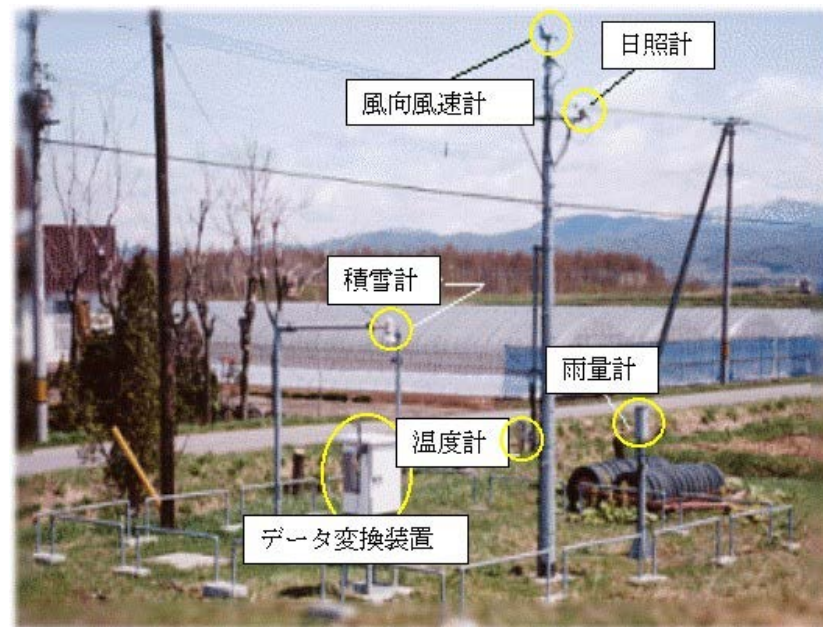 日照計
風向風速計
積雪計
雨量計
温度計
データ変換装置